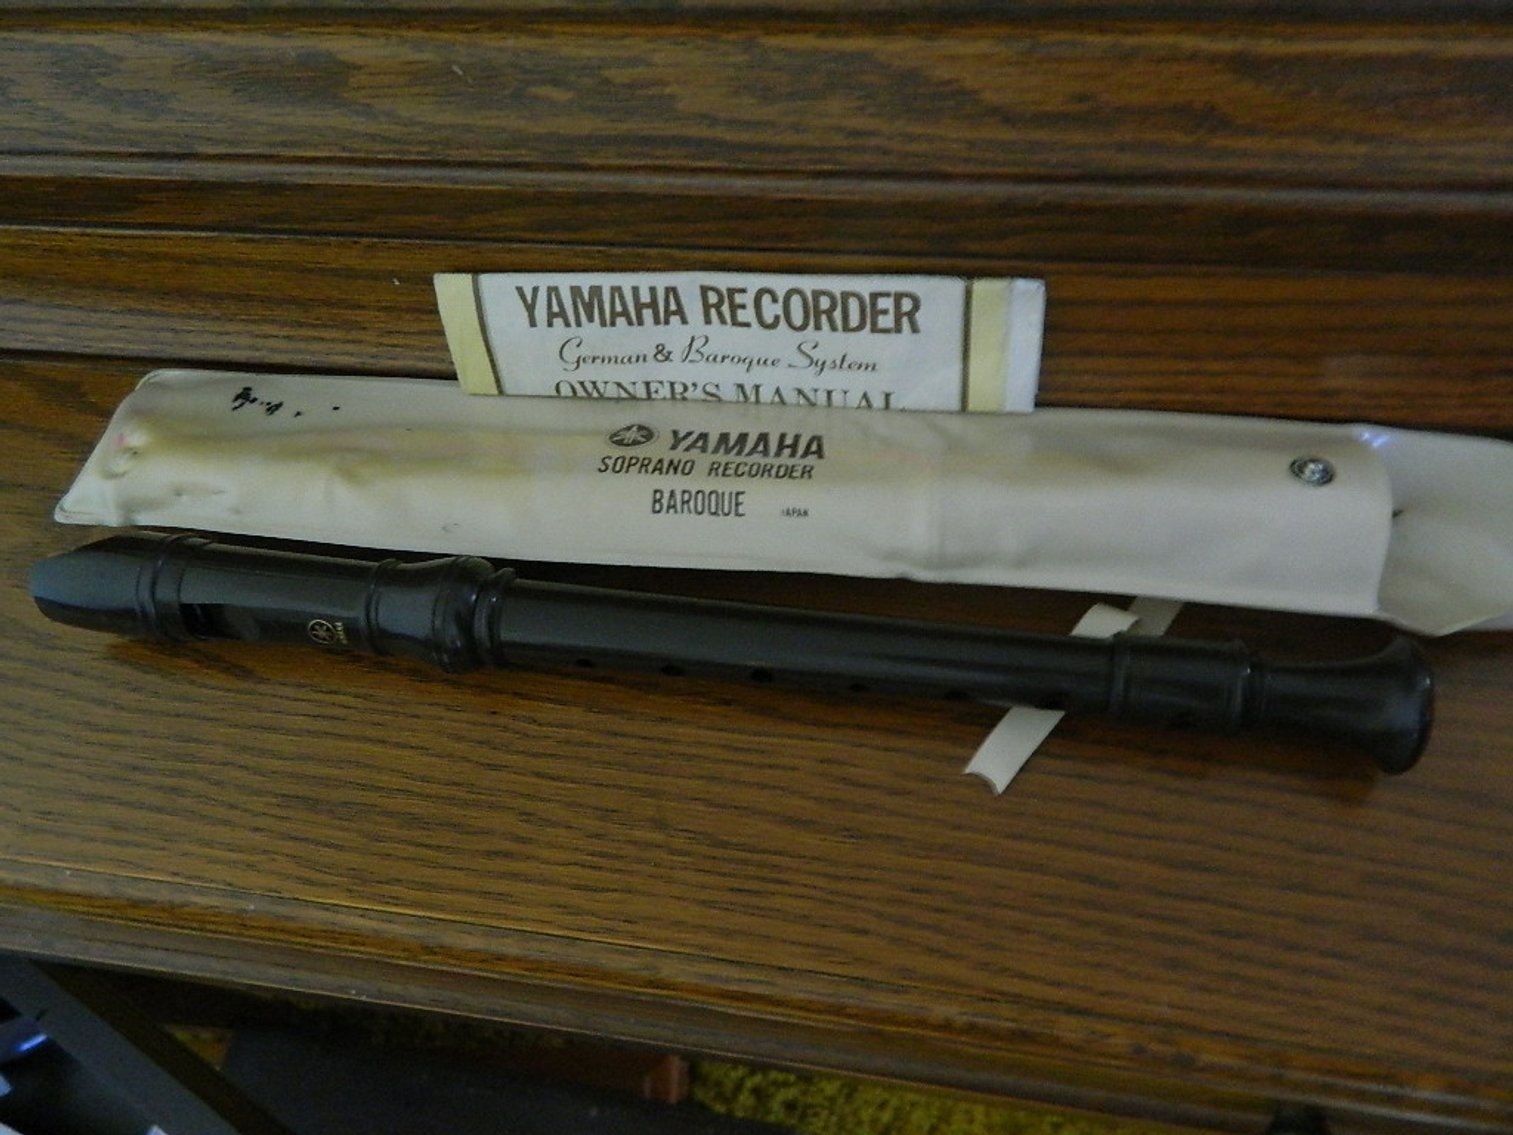 YAMAHA RECORDER
German & Baroque System
OWNER'S MANUAL
YAMAHA
SOPRANO RECORDER
BAROQUE JAPAN